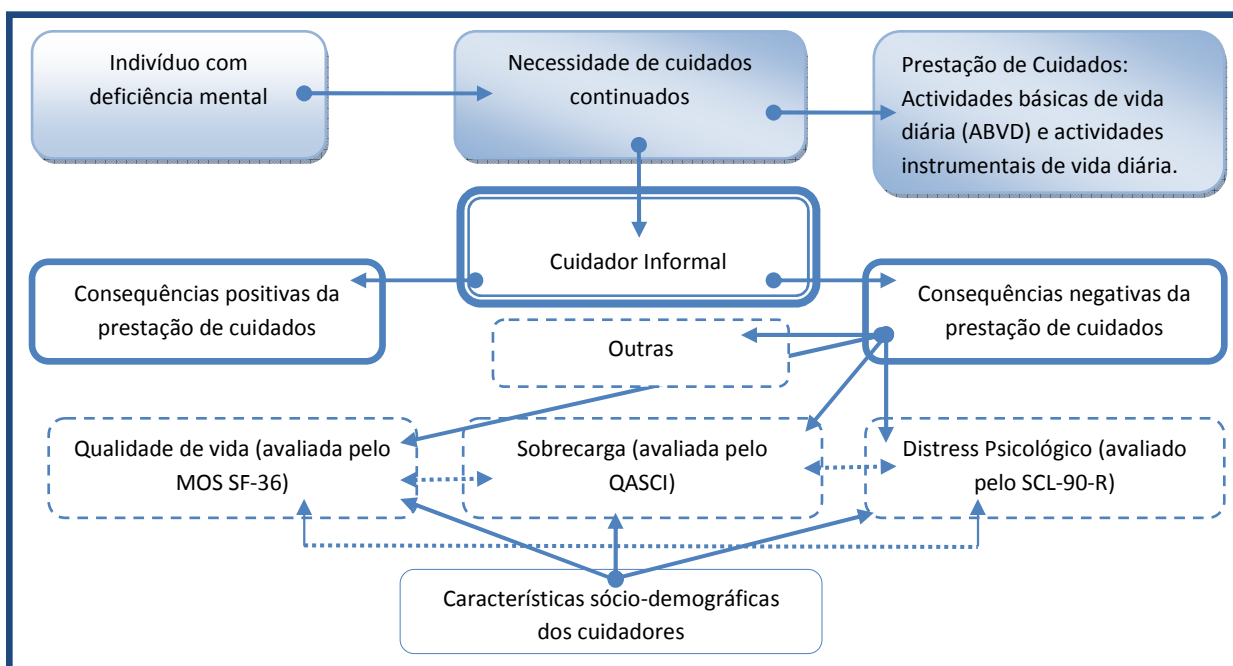 Indivíduo com
deficiência mental
Necessidade de cuidados
continuados
Prestação de Cuidados:
Actividades básicas de vida
diária (ABVD) e actividades
instrumentais de vida diária.
Cuidador Informal
Consequências positivas da
prestação de cuidados
Consequências negativas da
prestação de cuidados
Outras
Qualidade de vida (avaliada pelo
MOS SF-36)
Sobrecarga (avaliada pelo
QASCI)
Distress Psicológico (avaliado
pelo SCL-90-R)
Características sócio-demográficas
dos cuidadores